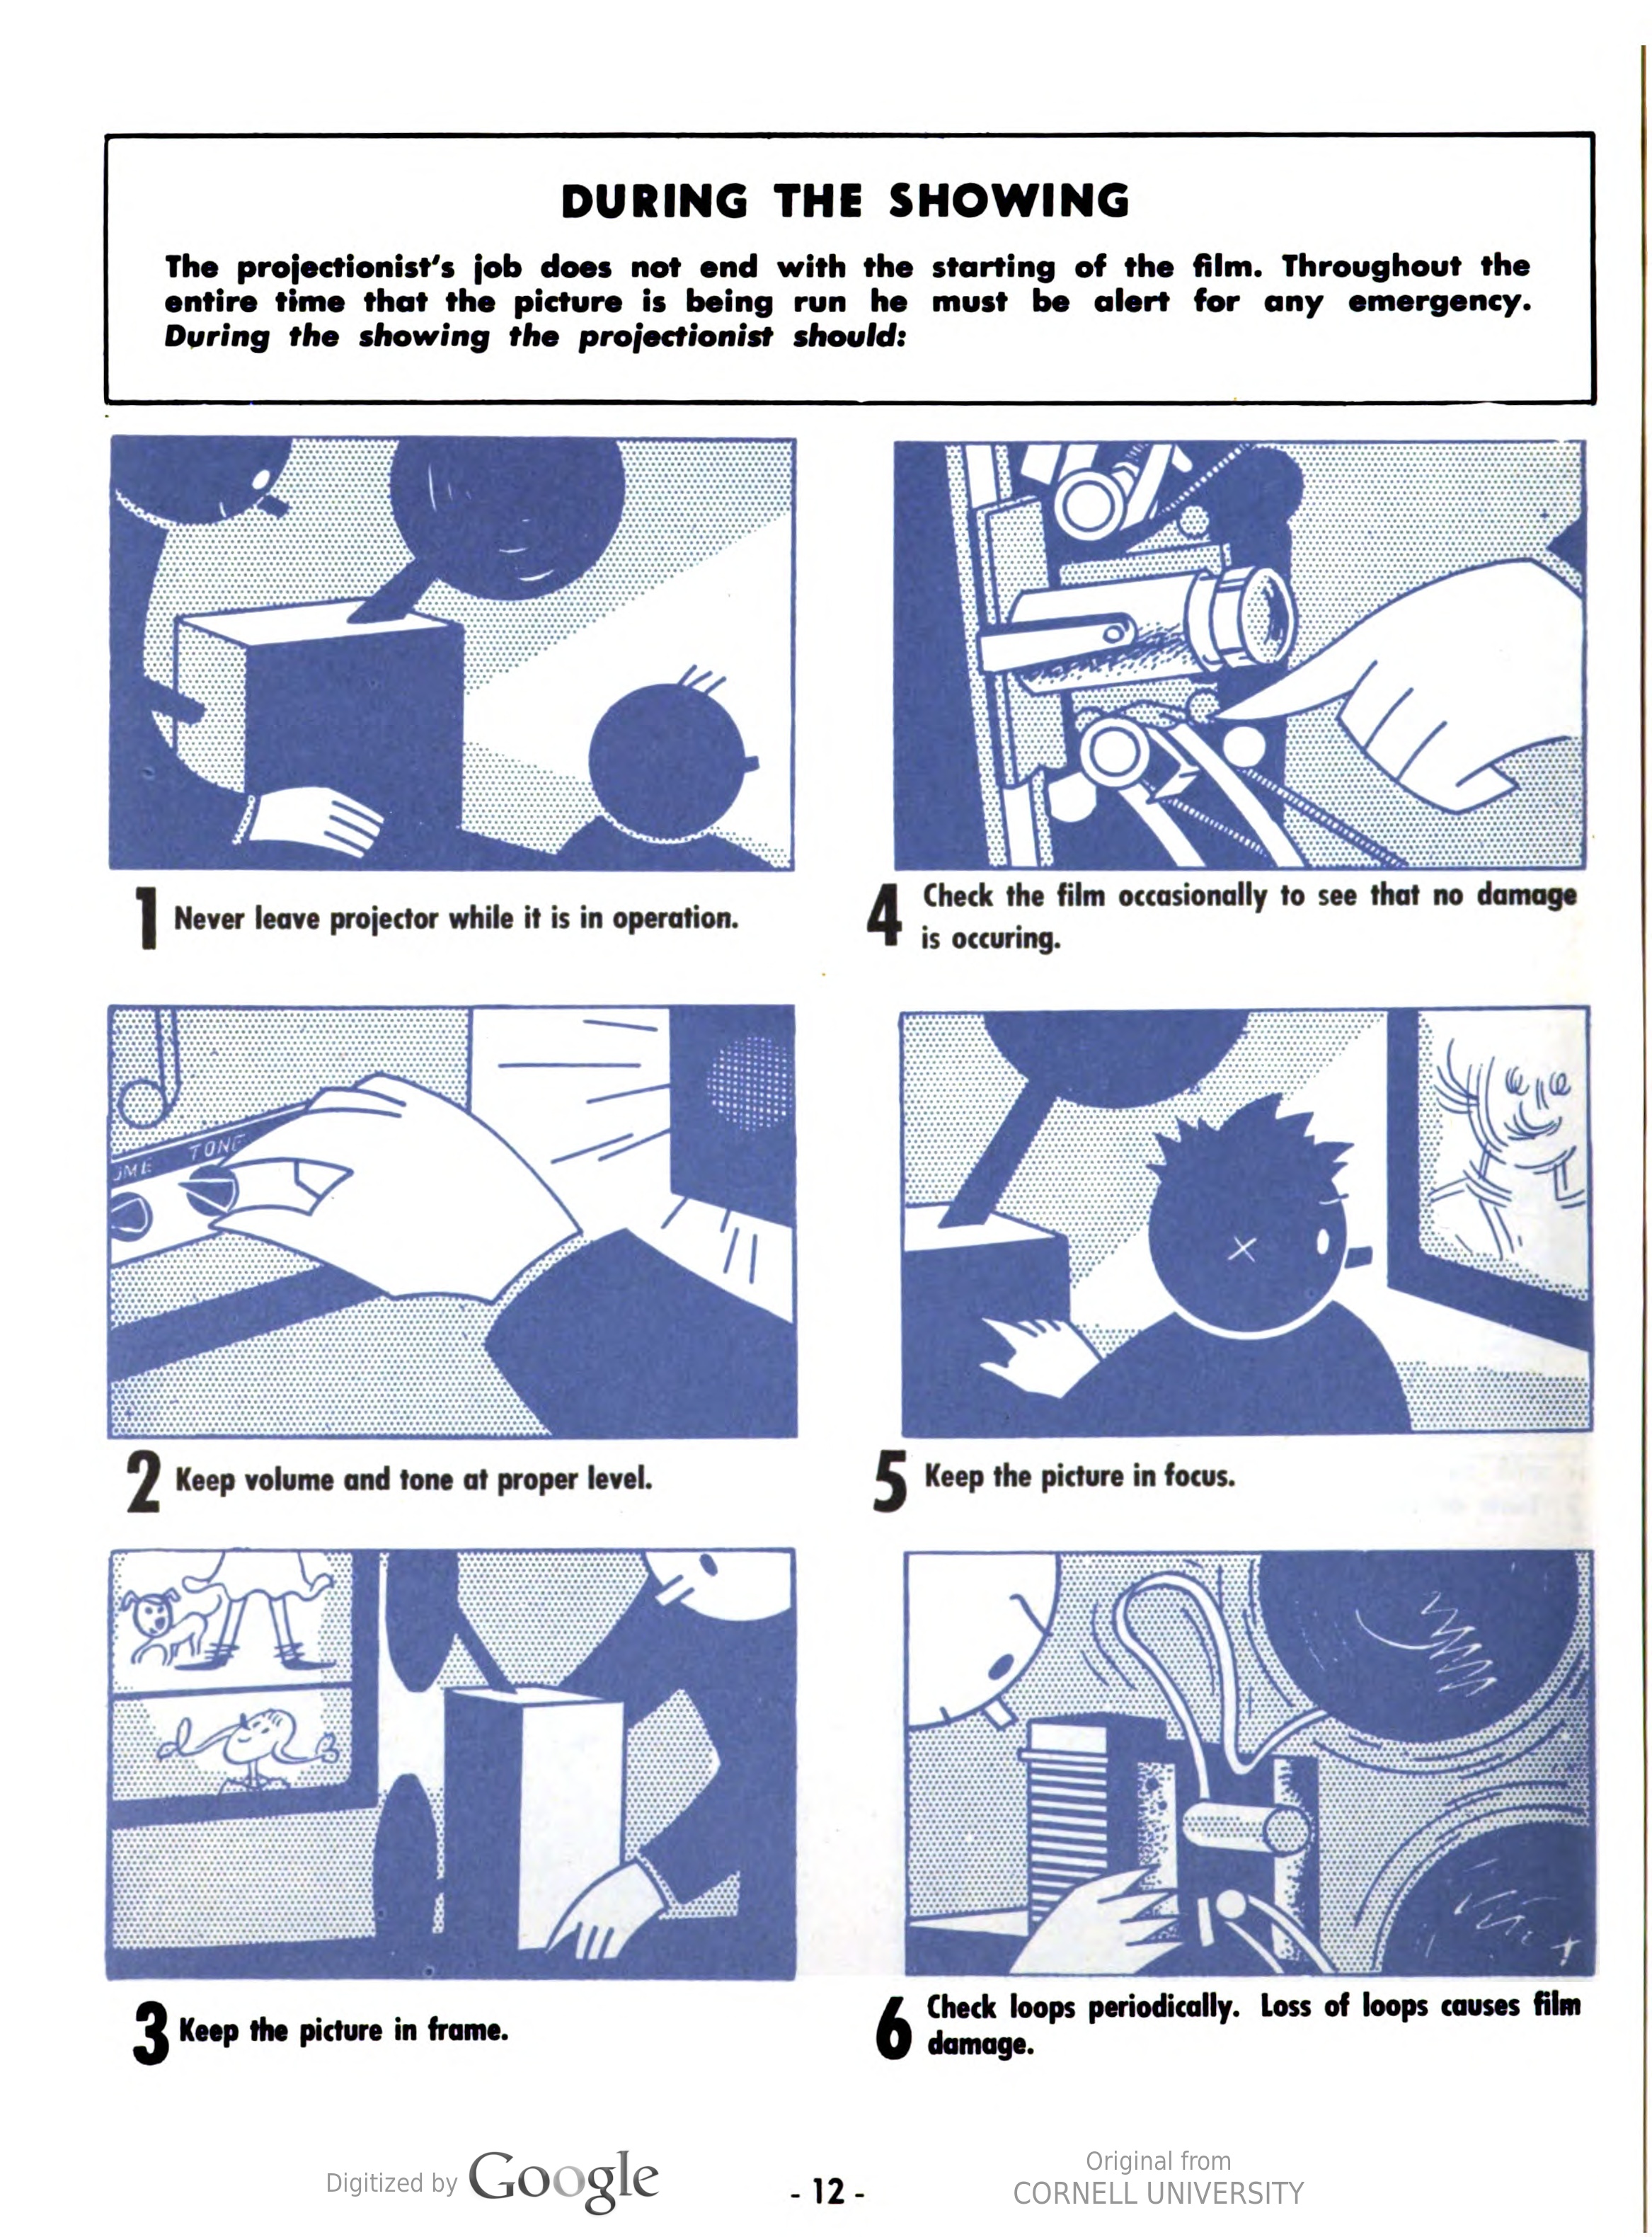 DURING THE SHOWING
The projectionist's job does not end with the starting of the film. Throughout the
entire time that the picture is being run he must be alert for any emergency.
During the showing the projectionist should:
1 Never leave projector while it is in operation.
4 Check the film occasionally to see that no damage
is occuring.
UME TONE
2 Keep volume and tone at proper level.
5 Keep the picture in focus.
3 Keep the picture in frame.
6 Check loops periodically. Loss of loops causes film
damage.
Digitized by Google
- 12 -
Original from
CORNELL UNIVERSITY